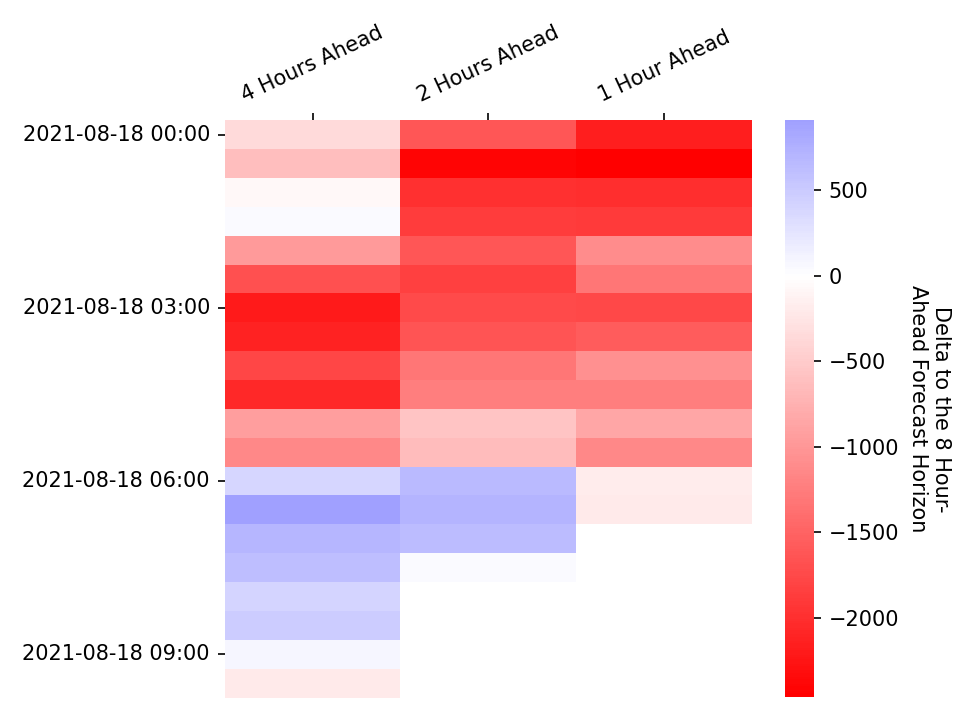 4 Hours Ahead
2 Hours Ahead
1 Hour Ahead
2021-08-18 00:00
2021-08-18 03:00
2021-08-18 06:00
2021-08-18 09:00
500
0
−500
−1000
−1500
−2000
Delta to the 8 Hour-
Ahead Forecast Horizon